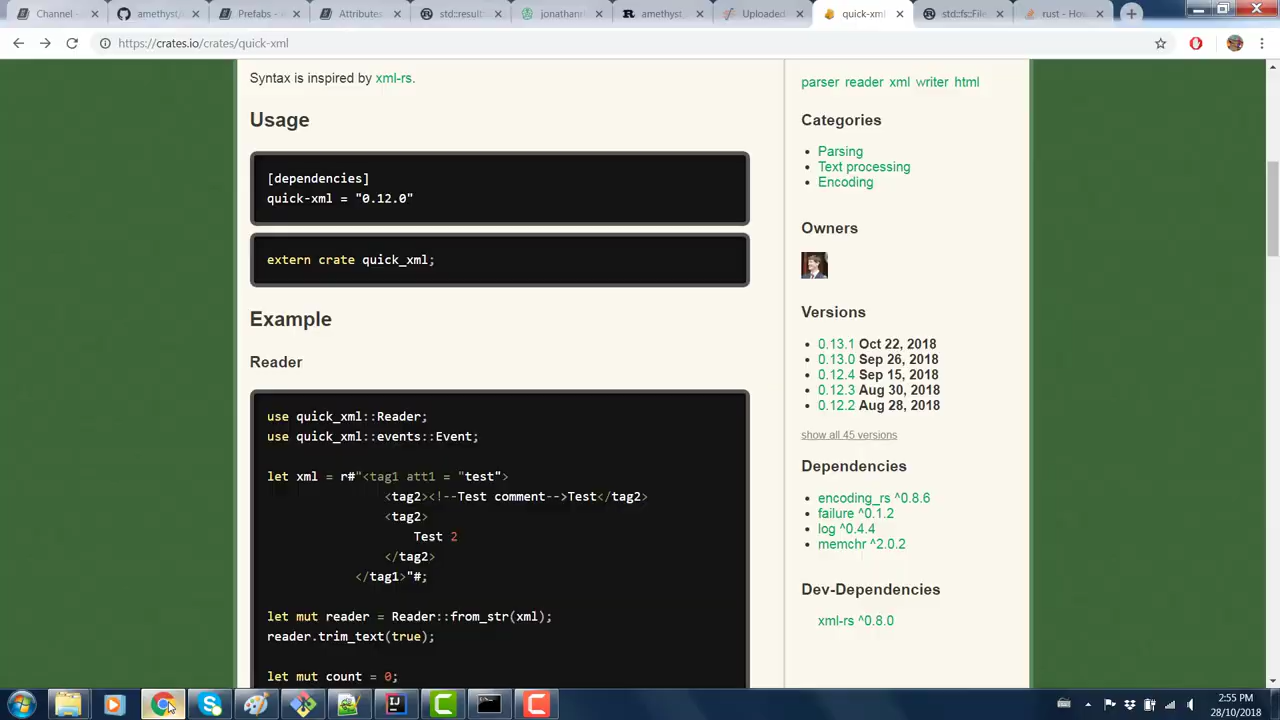 Channel -
amethyst
Prefabs -
Attributes
std::result
jonathanr
amethyst
Uploaded
quick-xml
std::fs::File
rust - How
https://crates.io/crates/quick-xml
Syntax is inspired by xml-rs.
Usage
[dependencies]
quick-xml = "0.12.0"
extern crate quick_xml;
Example
Reader
use quick_xml::Reader;
use quick_xml::events::Event;
let xml = r#"<tag1 att1 = "test">
<tag2><!--Test comment-->Test</tag2>
<tag2>
Test 2
</tag2>
</tag1>"#;
let mut reader = Reader::from_str(xml);
reader.trim_text(true);
let mut count = 0;
parser reader xml writer html
Categories
• Parsing
• Text processing
• Encoding
Owners
Versions
• 0.13.1 Oct 22, 2018
• 0.13.0 Sep 26, 2018
• 0.12.4 Sep 15, 2018
• 0.12.3 Aug 30, 2018
• 0.12.2 Aug 28, 2018
show all 45 versions
Dependencies
• encoding_rs ^0.8.6
• failure ^0.1.2
• log ^0.4.4
• memchr ^2.0.2
Dev-Dependencies
xml-rs ^0.8.0
2:55 PM
28/10/2018